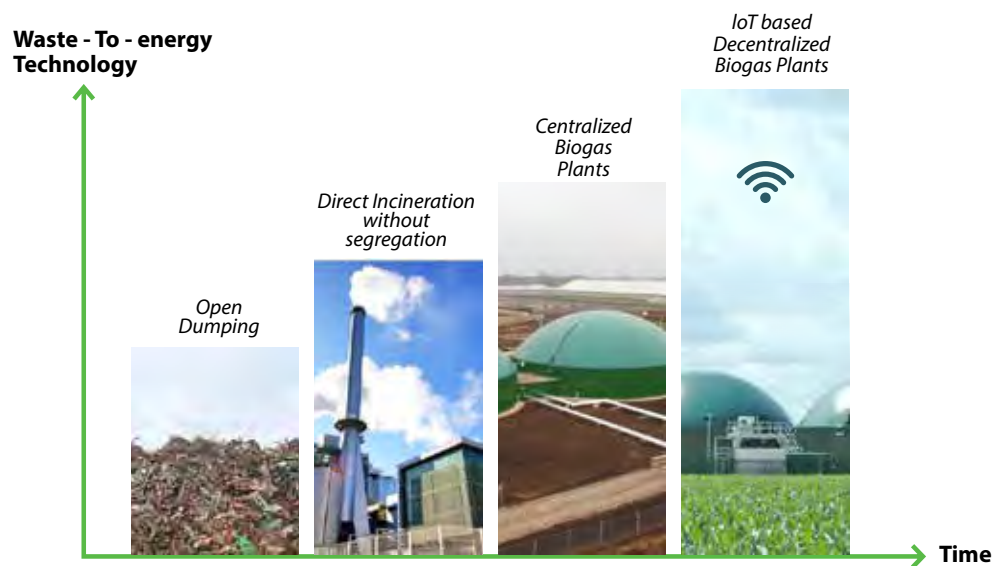 Waste - To - energy
Technology
IoT based
Decentralized
Biogas Plants
Centralized
Biogas
Plants
Direct Incineration
without
segregation
Open
Dumping
Time